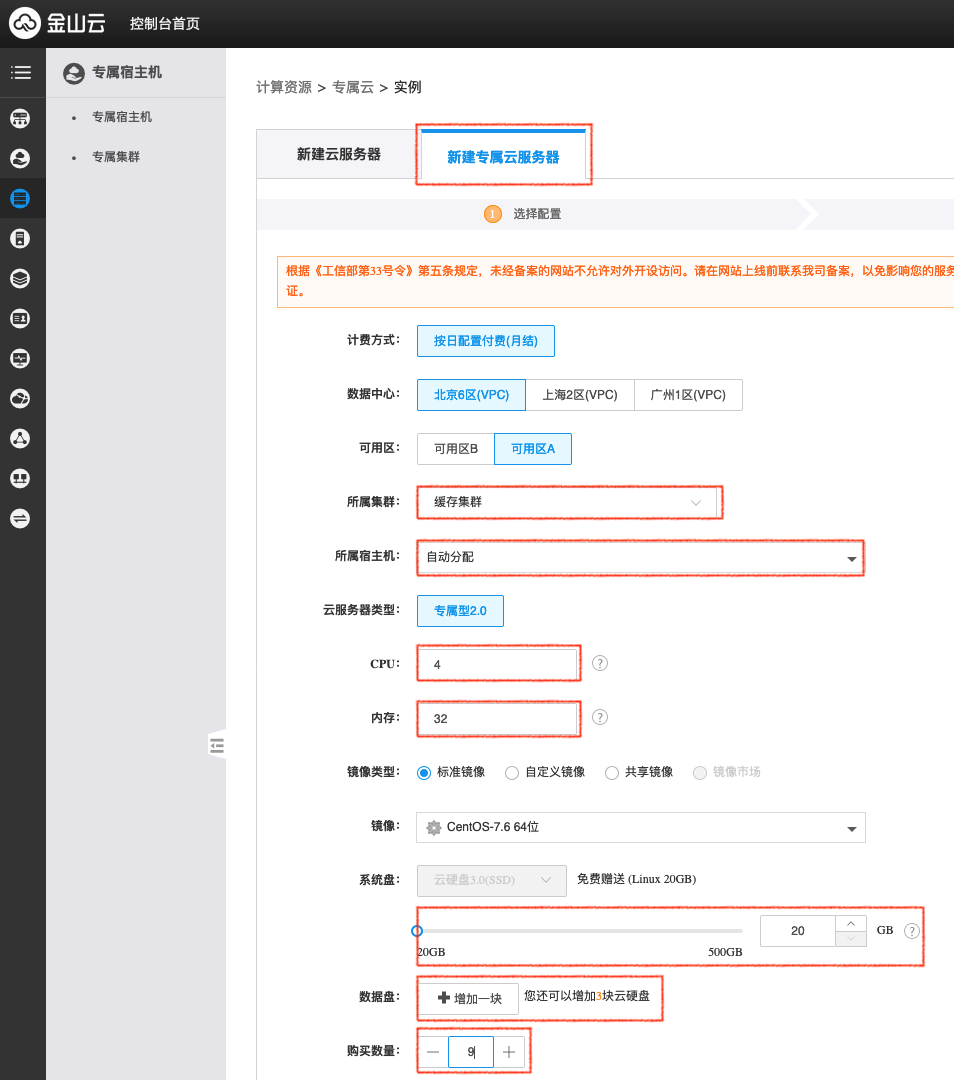 金山云 控制台首页
专属宿主机
专属宿主机
专属集群
计算资源 > 专属云 > 实例
新建云服务器 新建专属云服务器
1 选择配置
根据《工信部第33号令》第五条规定，未经备案的网站不允许对外开设访问。请在网站上线前联系我司备案，以免影响您的服务
证。
计费方式： 按日配置付费(月结)
数据中心： 北京6区(VPC) 上海2区(VPC) 广州1区(VPC)
可用区： 可用区B 可用区A
所属集群： 缓存集群
所属宿主机： 自动分配
云服务器类型： 专属型2.0
CPU： 4 ?
内存： 32 ?
镜像类型： 标准镜像 自定义镜像 共享镜像 镜像市场
镜像： CentOS-7.6 64位
系统盘： 云硬盘3.0(SSD) 免费赠送 (Linux 20GB)
20 GB ?
20GB 500GB
数据盘： 增加一块 您还可以增加3块云硬盘
购买数量： 9